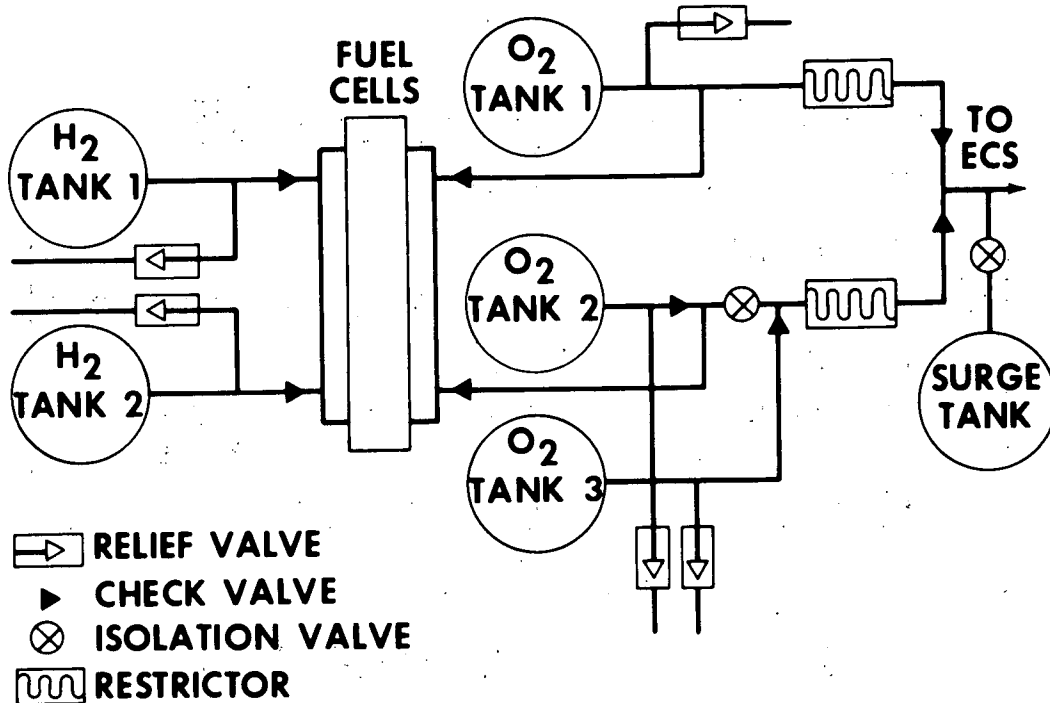 FUEL
CELLS
O2
TANK 1
H2
TANK 1
TO
ECS
O2
TANK 2
H2
TANK 2
SURGE
TANK
O2
TANK 3
RELIEF VALVE
CHECK VALVE
ISOLATION VALVE
RESTRICTOR